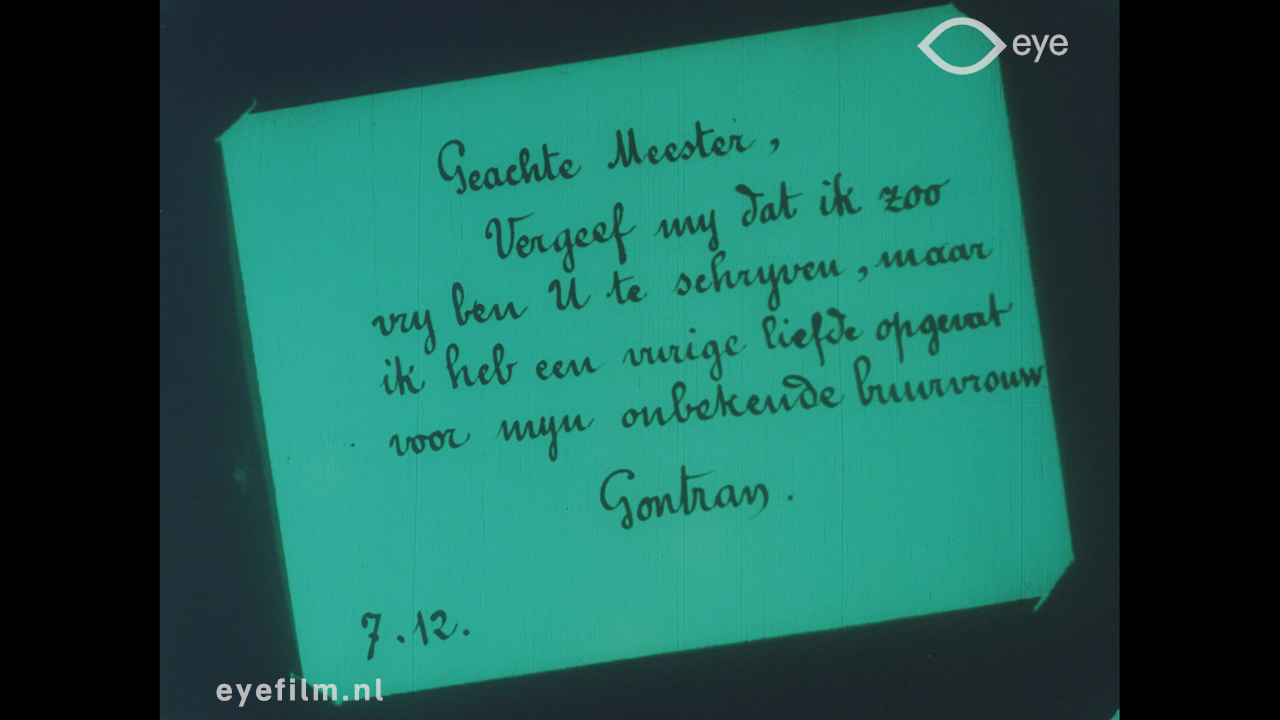 eye
Geachte Meester,
Vergeef my dat ik zoo
vry ben U te schryven, maar
ik heb een vurige liefde opgevat
voor myn onbekende buurvrouw
Gontran.
7.12.
eyefilm.nl